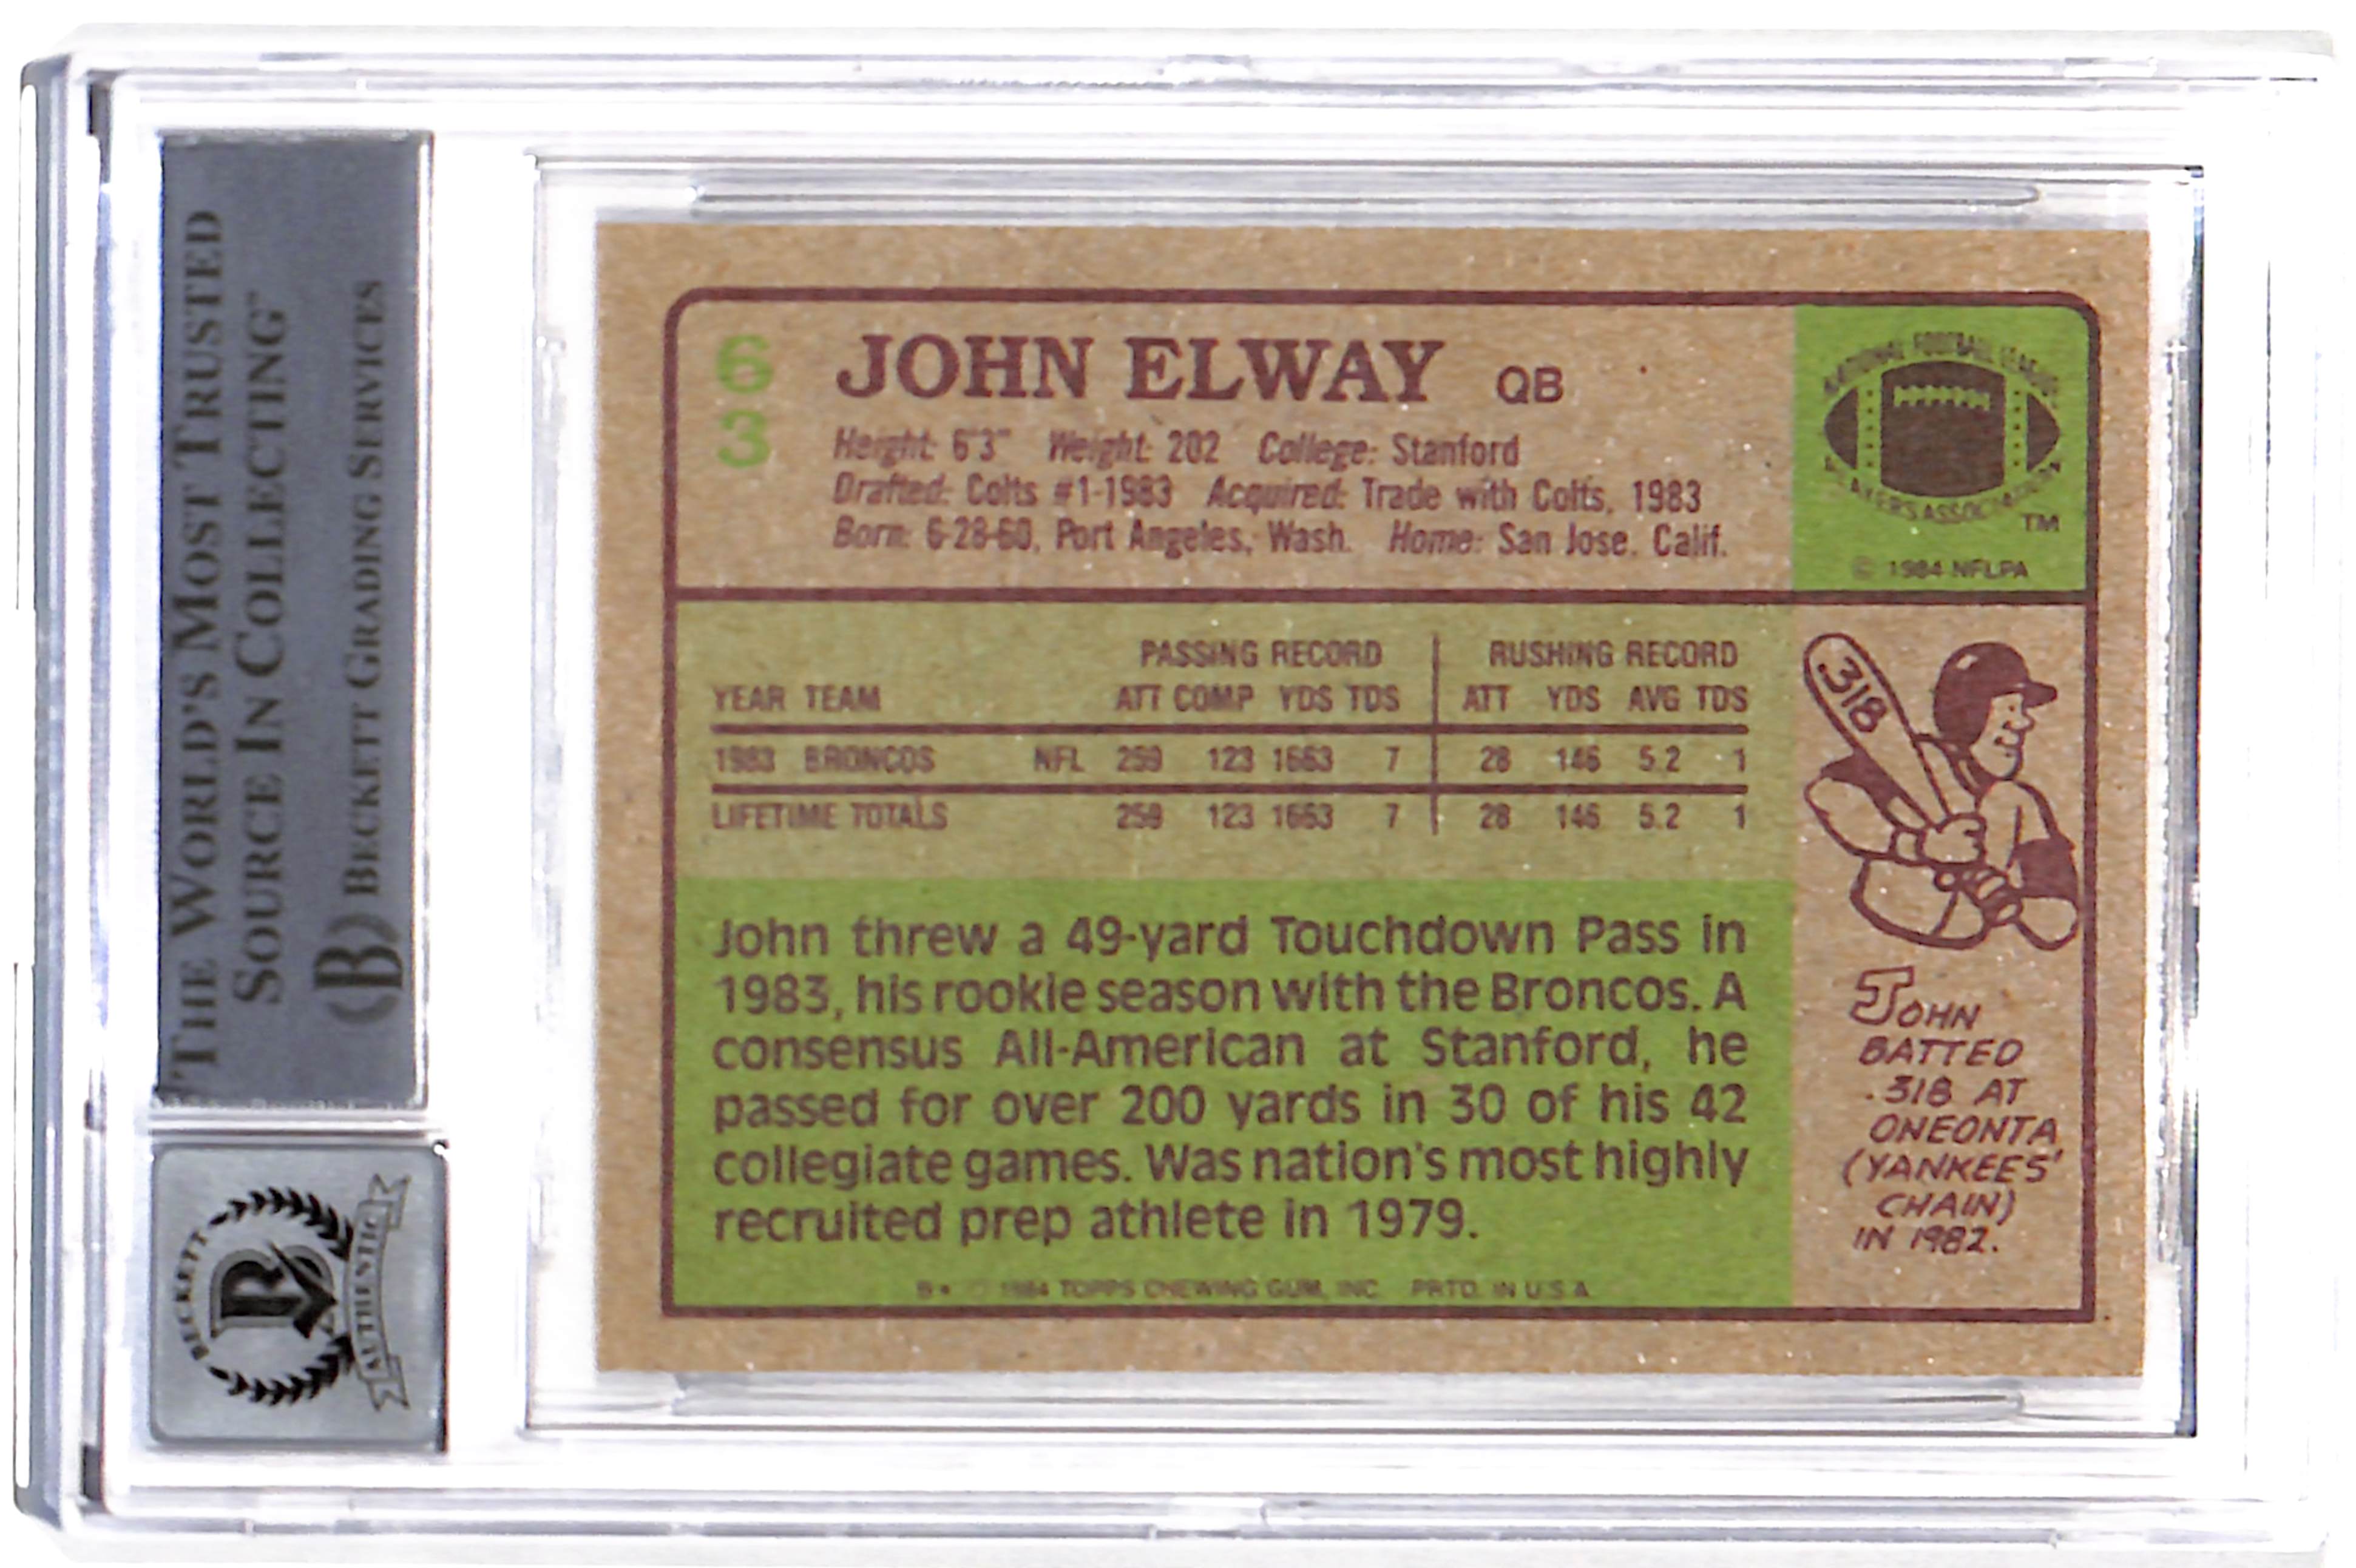 "THE WORLD'S MOST TRUSTED
SOURCE IN COLLECTING™
BECKETT GRADING SERVICES
B
BECKETT
B
AUTHENTIC
63
JOHN ELWAY QB
Height: 6'3" Weight: 202 College: Stanford
Drafted: Colts #1-1983 Acquired: Trade with Colts, 1983
Born: 6-28-60, Port Angeles, Wash. Home: San Jose, Calif.
NATIONAL FOOTBALL LEAGUE
PLAYERS ASSOCIATION
TM
© 1984 NFLPA
PASSING RECORD RUSHING RECORD
YEAR TEAM ATT COMP YDS TDS ATT YDS AVG TDS
1983 BRONCOS NFL 259 123 1663 7 28 146 5.2 1
LIFETIME TOTALS 259 123 1663 7 28 146 5.2 1
John threw a 49-yard Touchdown Pass in
1983, his rookie season with the Broncos. A
consensus All-American at Stanford, he
passed for over 200 yards in 30 of his 42
collegiate games. Was nation's most highly
recruited prep athlete in 1979.
B* © 1984 TOPPS CHEWING GUM, INC. PRTD. IN U.S.A.
.318
JOHN
BATTED
.318 AT
ONEONTA
(YANKEES'
CHAIN)
IN 1982.